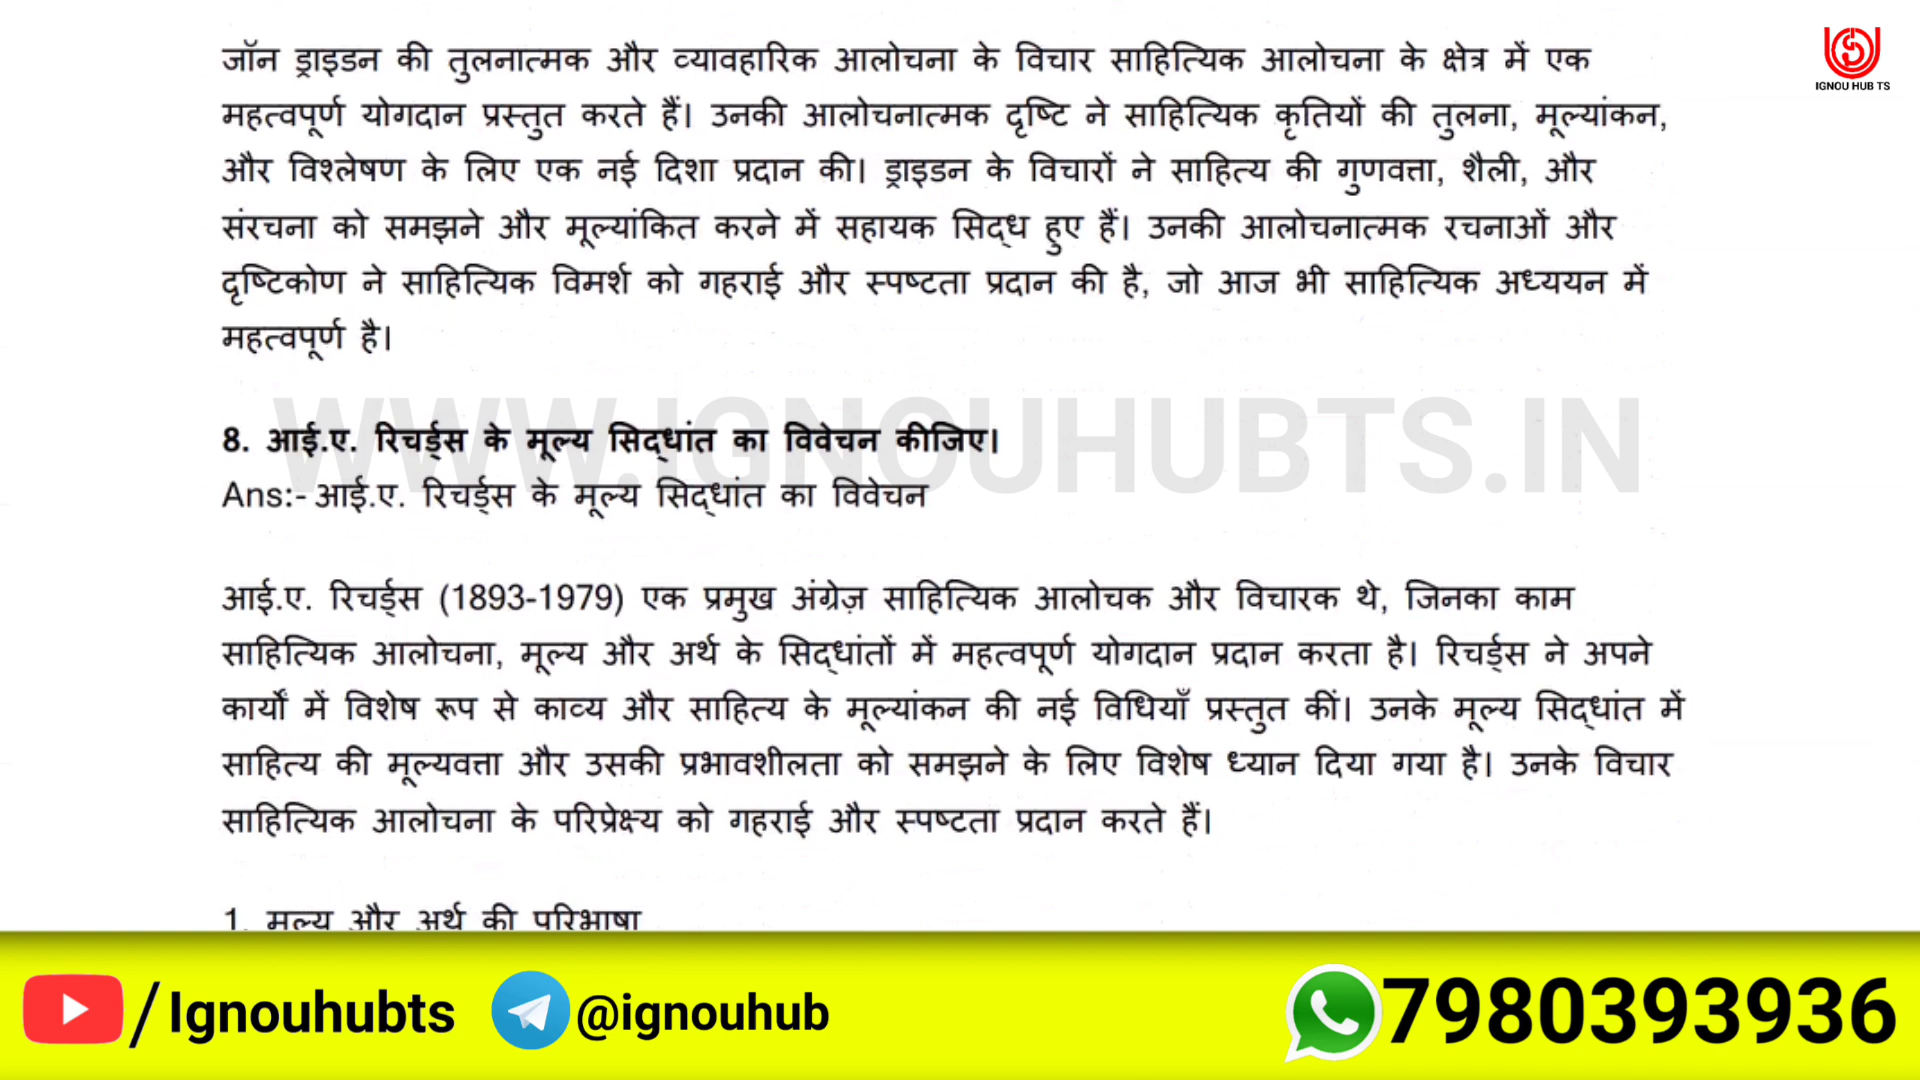 जॉन ड्राइडन की तुलनात्मक और व्यावहारिक आलोचना के विचार साहित्यिक आलोचना के क्षेत्र में एक
महत्वपूर्ण योगदान प्रस्तुत करते हैं। उनकी आलोचनात्मक दृष्टि ने साहित्यिक कृतियों की तुलना, मूल्यांकन,
और विश्लेषण के लिए एक नई दिशा प्रदान की। ड्राइडन के विचारों ने साहित्य की गुणवत्ता, शैली, और
संरचना को समझने और मूल्यांकित करने में सहायक सिद्ध हुए हैं। उनकी आलोचनात्मक रचनाओं और
दृष्टिकोण ने साहित्यिक विमर्श को गहराई और स्पष्टता प्रदान की है, जो आज भी साहित्यिक अध्ययन में
महत्वपूर्ण है।
IGNOU HUB TS
WWW.IGNOUHUBTS.IN
8. आई.ए. रिचर्ड्स के मूल्य सिद्धांत का विवेचन कीजिए।
Ans:- आई.ए. रिचर्ड्स के मूल्य सिद्धांत का विवेचन
आई.ए. रिचर्ड्स (1893-1979) एक प्रमुख अंग्रेज़ साहित्यिक आलोचक और विचारक थे, जिनका काम
साहित्यिक आलोचना, मूल्य और अर्थ के सिद्धांतों में महत्वपूर्ण योगदान प्रदान करता है। रिचर्ड्स ने अपने
कार्यों में विशेष रूप से काव्य और साहित्य के मूल्यांकन की नई विधियाँ प्रस्तुत कीं। उनके मूल्य सिद्धांत में
साहित्य की मूल्यवत्ता और उसकी प्रभावशीलता को समझने के लिए विशेष ध्यान दिया गया है। उनके विचार
साहित्यिक आलोचना के परिप्रेक्ष्य को गहराई और स्पष्टता प्रदान करते हैं।
1. मूल्य और अर्थ की परिभाषा
/Ignouhubts @ignouhub 7980393936